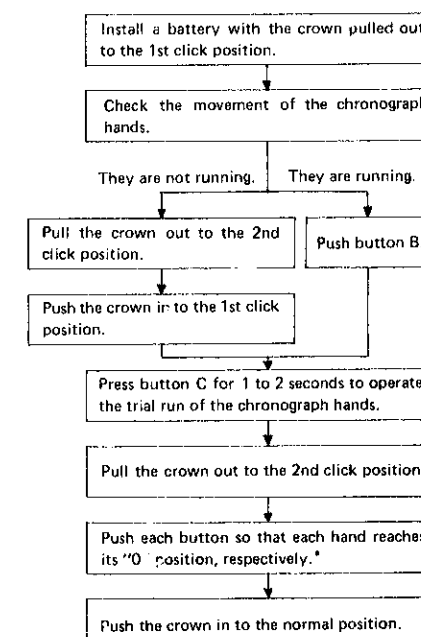 Install a battery with the crown pulled out
to the 1st click position.
Check the movement of the chronograph
hands.
They are not running. They are running.
Pull the crown out to the 2nd
click position.
Push button B
Push the crown in to the 1st click
position.
Press button C for 1 to 2 seconds to operate
the trial run of the chronograph hands.
Pull the crown out to the 2nd click position
Push each button so that each hand reaches
its "0 position, respectively.*
Push the crown in to the normal position.